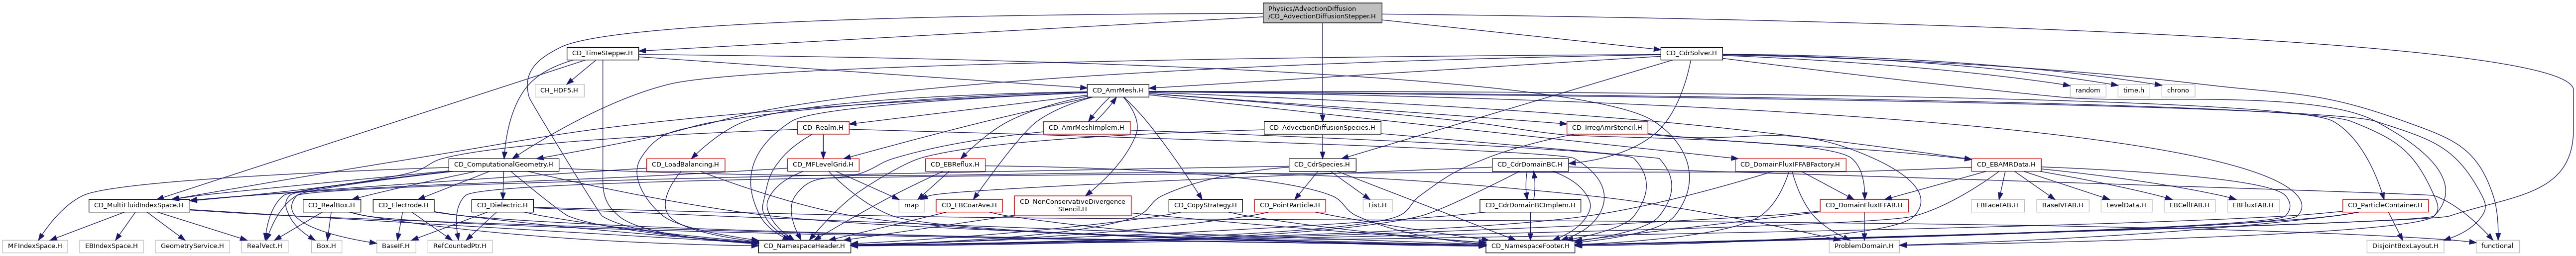 Physics/AdvectionDiffusion
/CD_AdvectionDiffusionStepper.H
CD_TimeStepper.H
CD_CdrSolver.H
CH_HDF5.H
CD_AmrMesh.H
random
time.h
chrono
CD_Realm.H
CD_AmrMeshImplem.H
CD_AdvectionDiffusionSpecies.H
CD_IrregAmrStencil.H
CD_ComputationalGeometry.H
CD_LoadBalancing.H
CD_MFLevelGrid.H
CD_EBReflux.H
CD_CdrSpecies.H
CD_CdrDomainBC.H
CD_DomainFluxIFFABFactory.H
CD_EBAMRData.H
CD_MultiFluidIndexSpace.H
CD_RealBox.H
CD_Electrode.H
CD_Dielectric.H
map
CD_EBCoarAve.H
CD_NonConservativeDivergence
Stencil.H
CD_CopyStrategy.H
CD_PointParticle.H
List.H
CD_CdrDomainBCImplem.H
CD_DomainFluxIFFAB.H
EBFaceFAB.H
BaseIVFAB.H
LevelData.H
EBCellFAB.H
EBFluxFAB.H
CD_ParticleContainer.H
MFIndexSpace.H
EBIndexSpace.H
GeometryService.H
RealVect.H
Box.H
BaseIF.H
RefCountedPtr.H
CD_NamespaceHeader.H
CD_NamespaceFooter.H
ProblemDomain.H
DisjointBoxLayout.H
functional